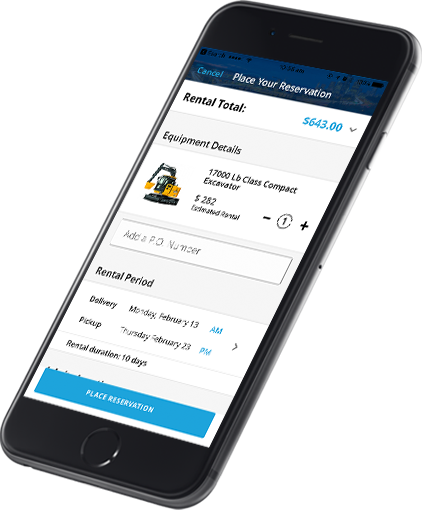 Cancel
Place Your Reservation
Rental Total:
$643.00
Equipment Details
17000 Lb Class Compact
Excavator
$ 282
Estimated Rental
1
Add a P.O. Number
Rental Period
Delivery
Monday, February 13
AM
Pickup
Thursday February 23
PM
Rental duration: 10 days
PLACE RESERVATION